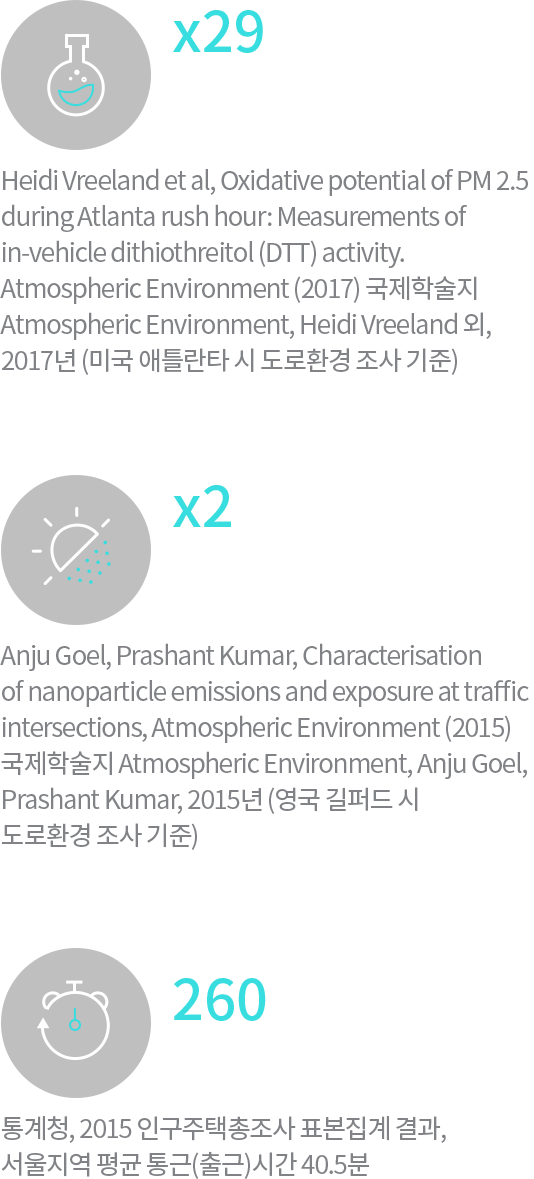 x29
Heidi Vreeland et al, Oxidative potential of PM 2.5
during Atlanta rush hour: Measurements of
in-vehicle dithiothreitol (DTT) activity.
Atmospheric Environment (2017) 국제학술지
Atmospheric Environment, Heidi Vreeland 외,
2017년 (미국 애틀란타 시 도로환경 조사 기준)
x2
Anju Goel, Prashant Kumar, Characterisation
of nanoparticle emissions and exposure at traffic
intersections, Atmospheric Environment (2015)
국제학술지 Atmospheric Environment, Anju Goel,
Prashant Kumar, 2015년 (영국 길퍼드 시
도로환경 조사 기준)
260
통계청, 2015 인구주택총조사 표본집계 결과,
서울지역 평균 통근(출근)시간 40.5분